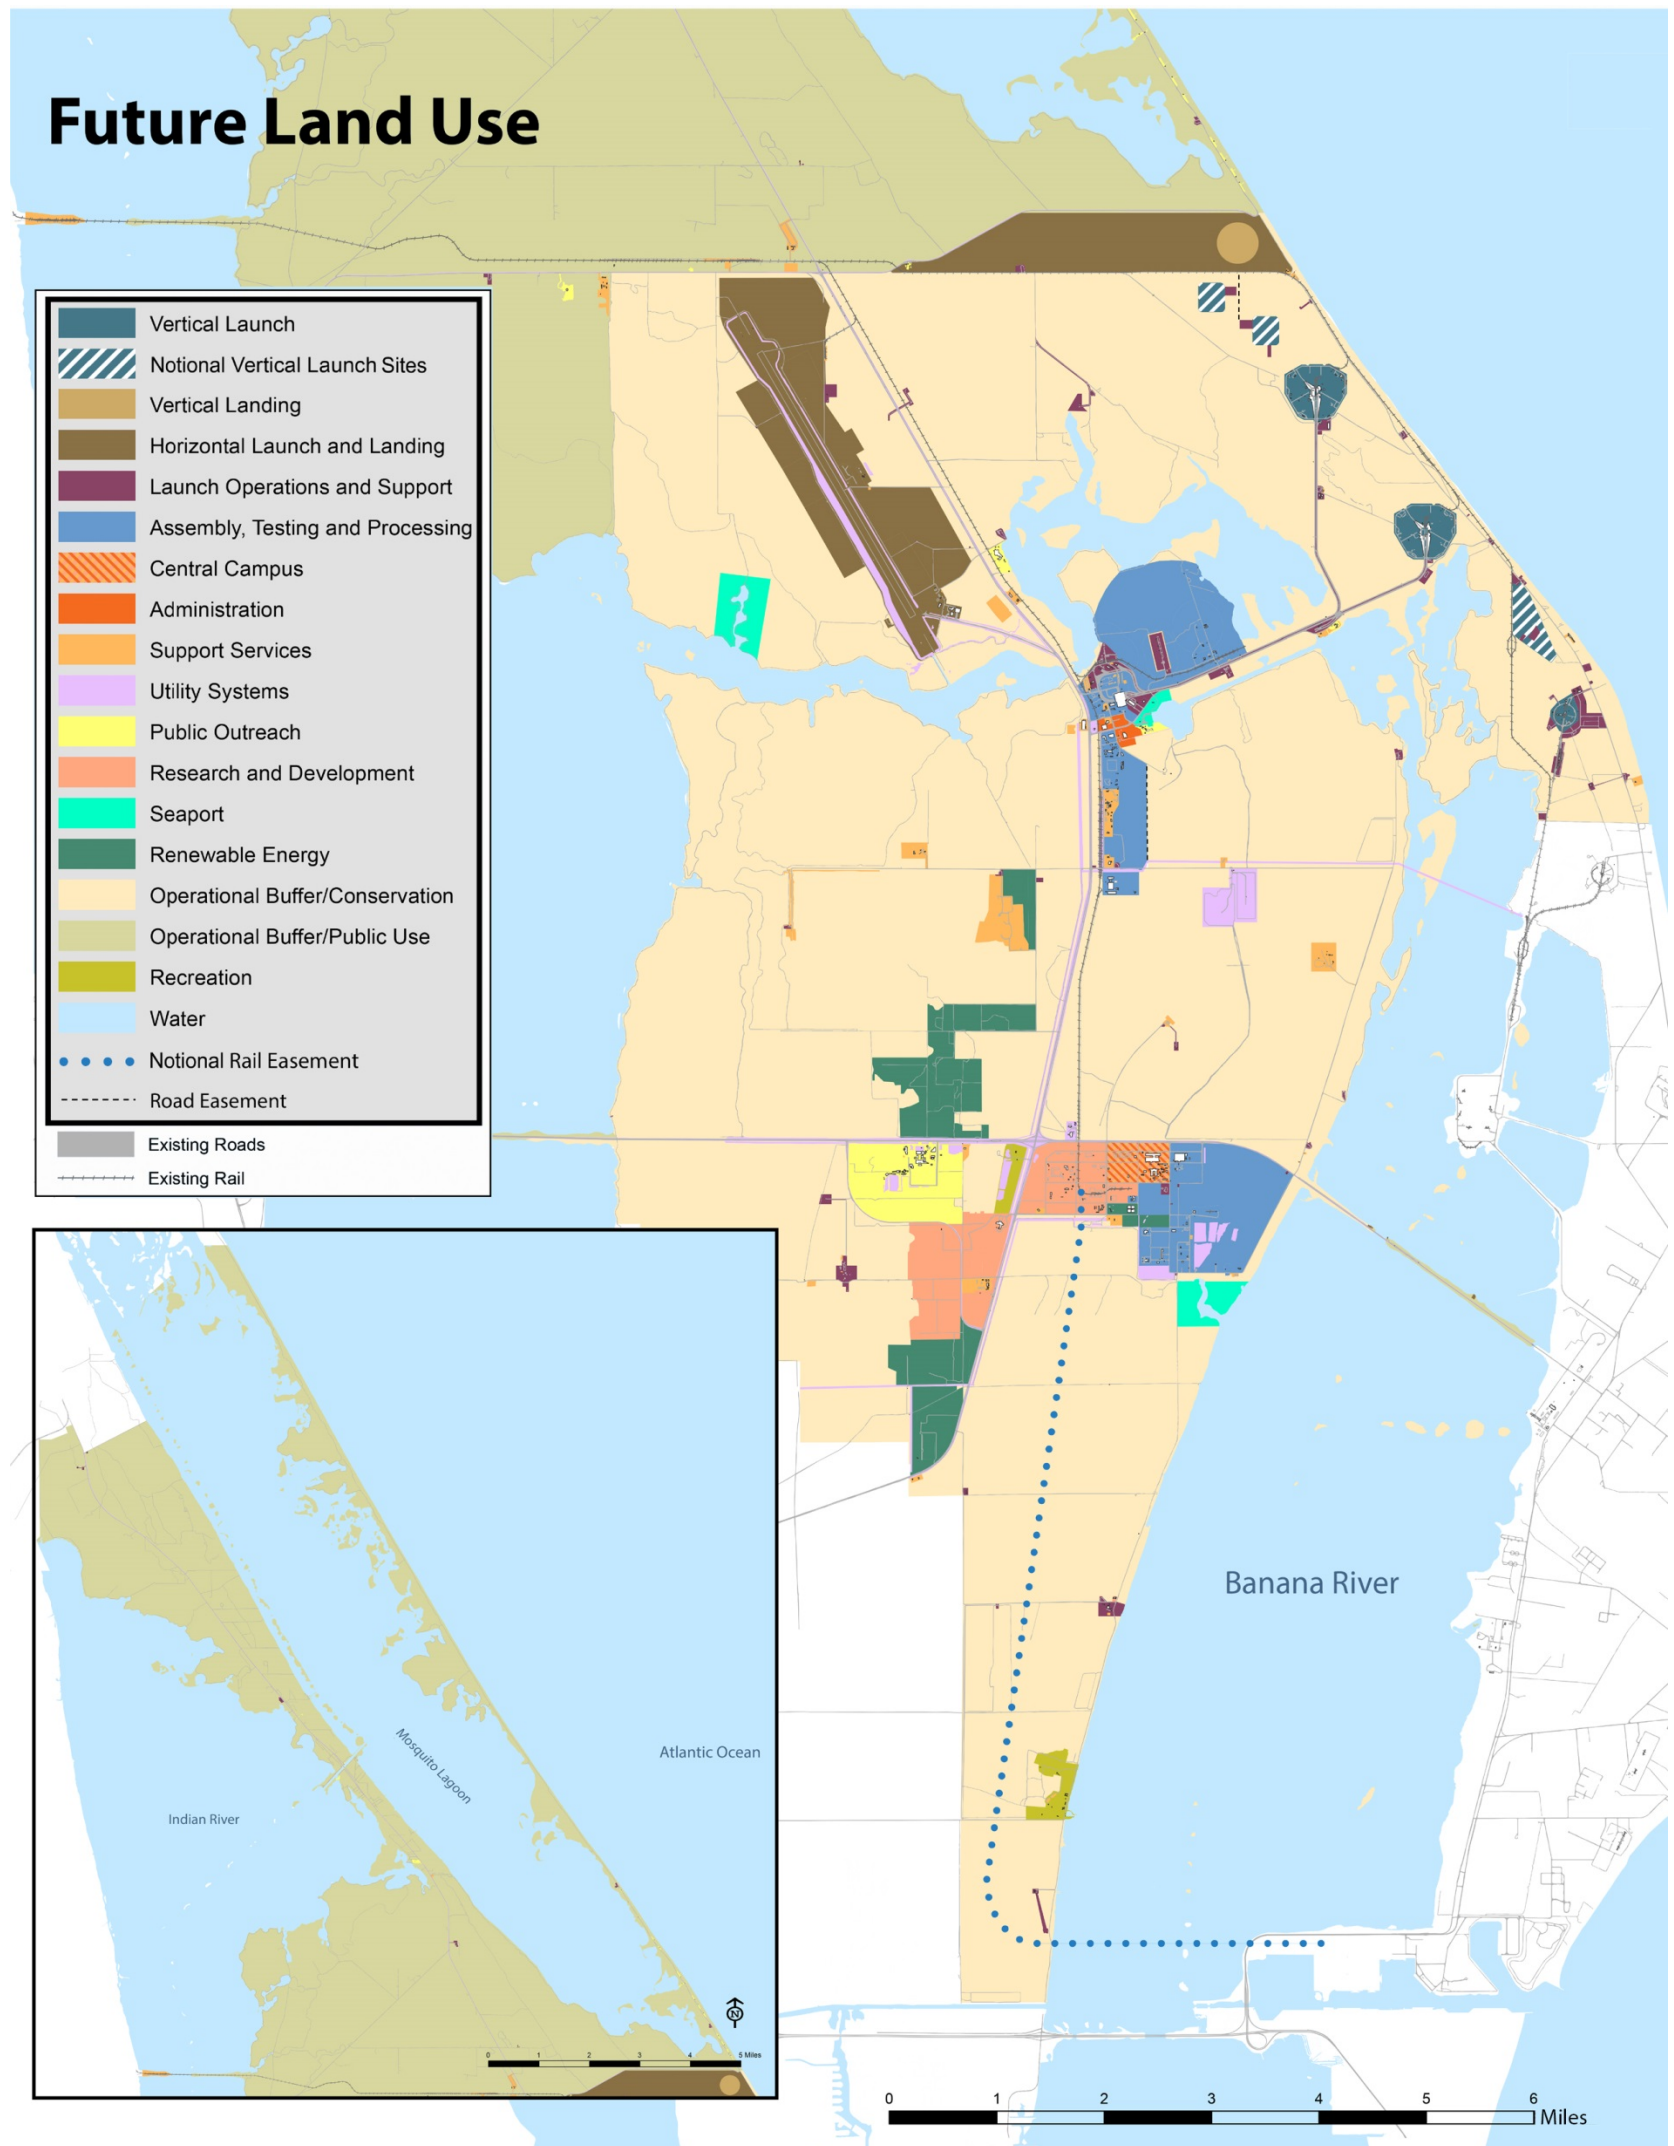 Future Land Use
Vertical Launch
Notional Vertical Launch Sites
Vertical Landing
Horizontal Launch and Landing
Launch Operations and Support
Assembly, Testing and Processing
Central Campus
Administration
Support Services
Utility Systems
Public Outreach
Research and Development
Seaport
Renewable Energy
Operational Buffer/Conservation
Operational Buffer/Public Use
Recreation
Water
Notional Rail Easement
Road Easement
Existing Roads
Existing Rail
Banana River
Mosquito Lagoon
Atlantic Ocean
Indian River
N
0 1 2 3 4 5 Miles
0 1 2 3 4 5 6
Miles